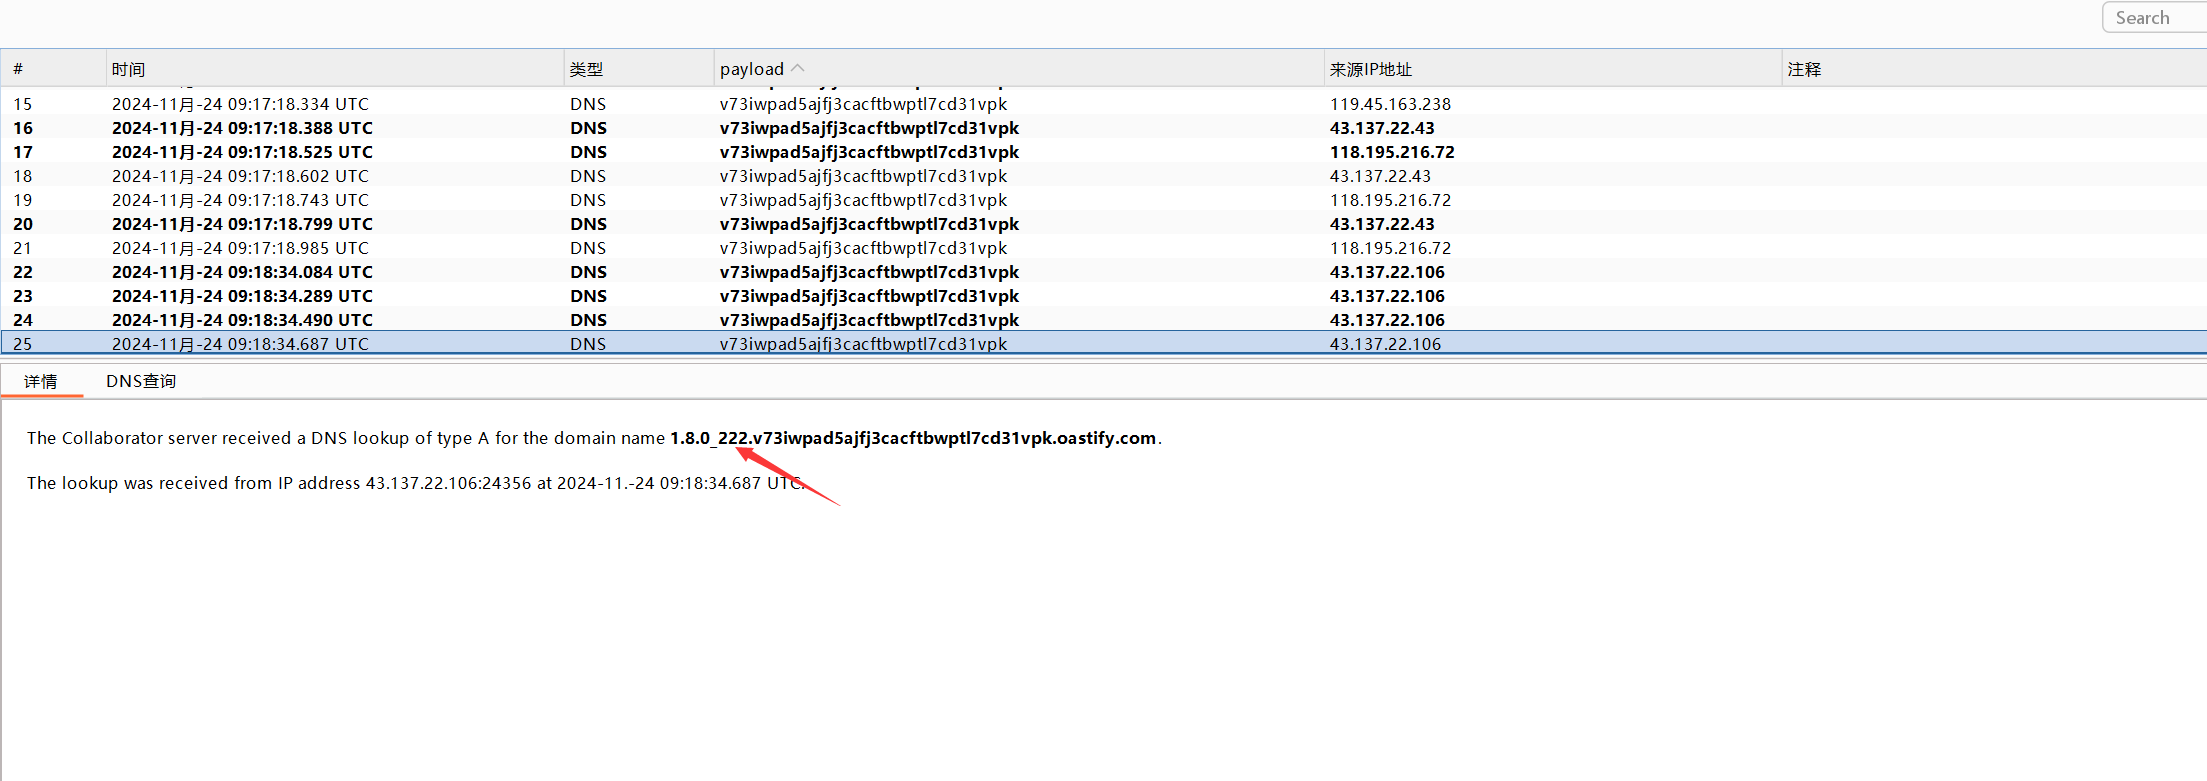 Search
# 时间 类型 payload 来源IP地址 注释
15 2024-11月-24 09:17:18.334 UTC DNS v73iwpad5ajfj3cacftbwptl7cd31vpk 119.45.163.238
16 2024-11月-24 09:17:18.388 UTC DNS v73iwpad5ajfj3cacftbwptl7cd31vpk 43.137.22.43
17 2024-11月-24 09:17:18.525 UTC DNS v73iwpad5ajfj3cacftbwptl7cd31vpk 118.195.216.72
18 2024-11月-24 09:17:18.602 UTC DNS v73iwpad5ajfj3cacftbwptl7cd31vpk 43.137.22.43
19 2024-11月-24 09:17:18.743 UTC DNS v73iwpad5ajfj3cacftbwptl7cd31vpk 118.195.216.72
20 2024-11月-24 09:17:18.799 UTC DNS v73iwpad5ajfj3cacftbwptl7cd31vpk 43.137.22.43
21 2024-11月-24 09:17:18.985 UTC DNS v73iwpad5ajfj3cacftbwptl7cd31vpk 118.195.216.72
22 2024-11月-24 09:18:34.084 UTC DNS v73iwpad5ajfj3cacftbwptl7cd31vpk 43.137.22.106
23 2024-11月-24 09:18:34.289 UTC DNS v73iwpad5ajfj3cacftbwptl7cd31vpk 43.137.22.106
24 2024-11月-24 09:18:34.490 UTC DNS v73iwpad5ajfj3cacftbwptl7cd31vpk 43.137.22.106
25 2024-11月-24 09:18:34.687 UTC DNS v73iwpad5ajfj3cacftbwptl7cd31vpk 43.137.22.106
详情 DNS查询
The Collaborator server received a DNS lookup of type A for the domain name 1.8.0_222.v73iwpad5ajfj3cacftbwptl7cd31vpk.oastify.com.
The lookup was received from IP address 43.137.22.106:24356 at 2024-11.-24 09:18:34.687 UTC.